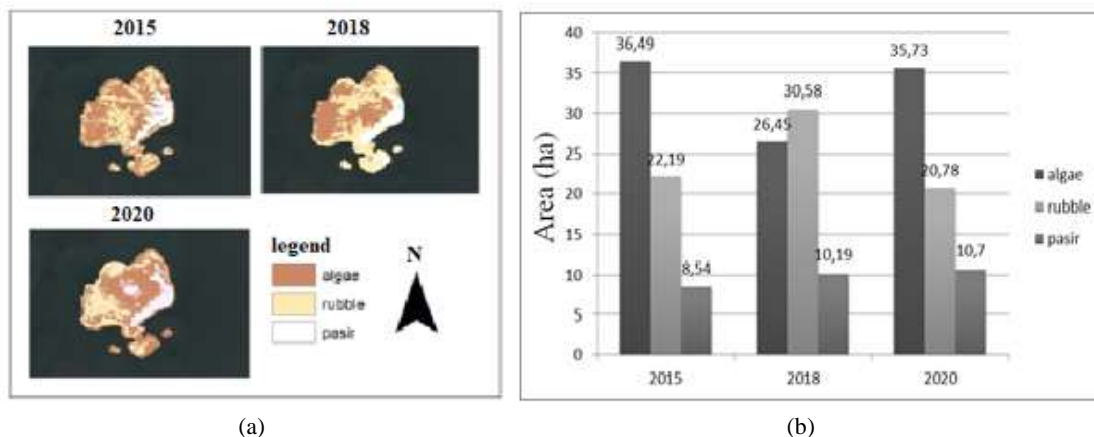 2015
2018
2020
legend
algae
rubble
pasir
N
(a)
Area (ha)
40
35
30
25
20
15
10
5
0
36,49
22,19
8,54
26,45
30,58
10,19
35,73
20,78
10,7
2015
2018
2020
algae
rubble
pasir
(b)